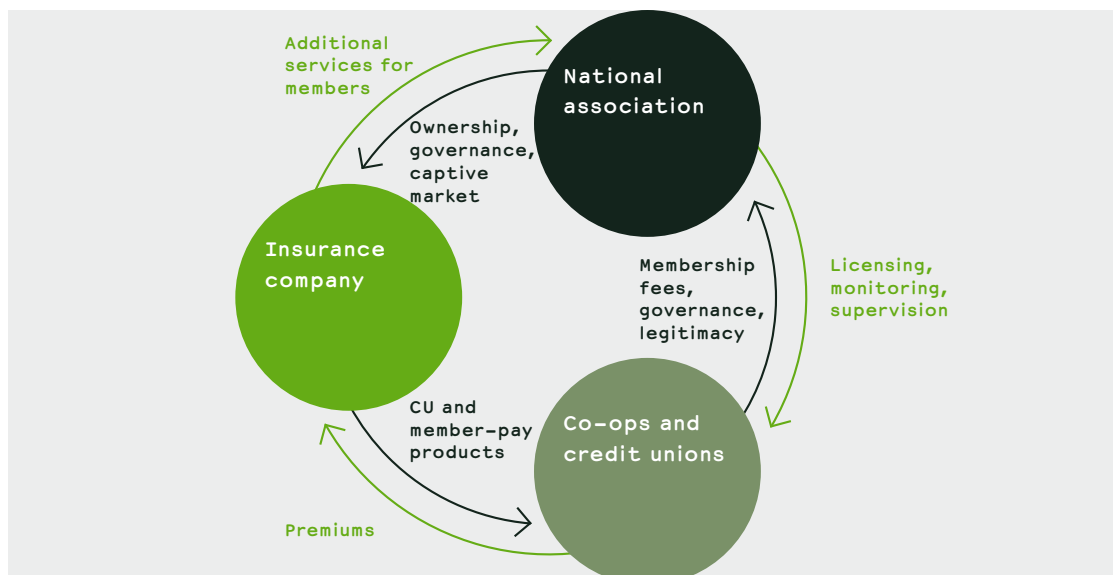 Additional
services for
members
National
association
Ownership,
governance,
captive
market
Insurance
company
Membership
fees,
governance,
legitimacy
Licensing,
monitoring,
supervision
CU and
member-pay
products
Co-ops and
credit unions
Premiums